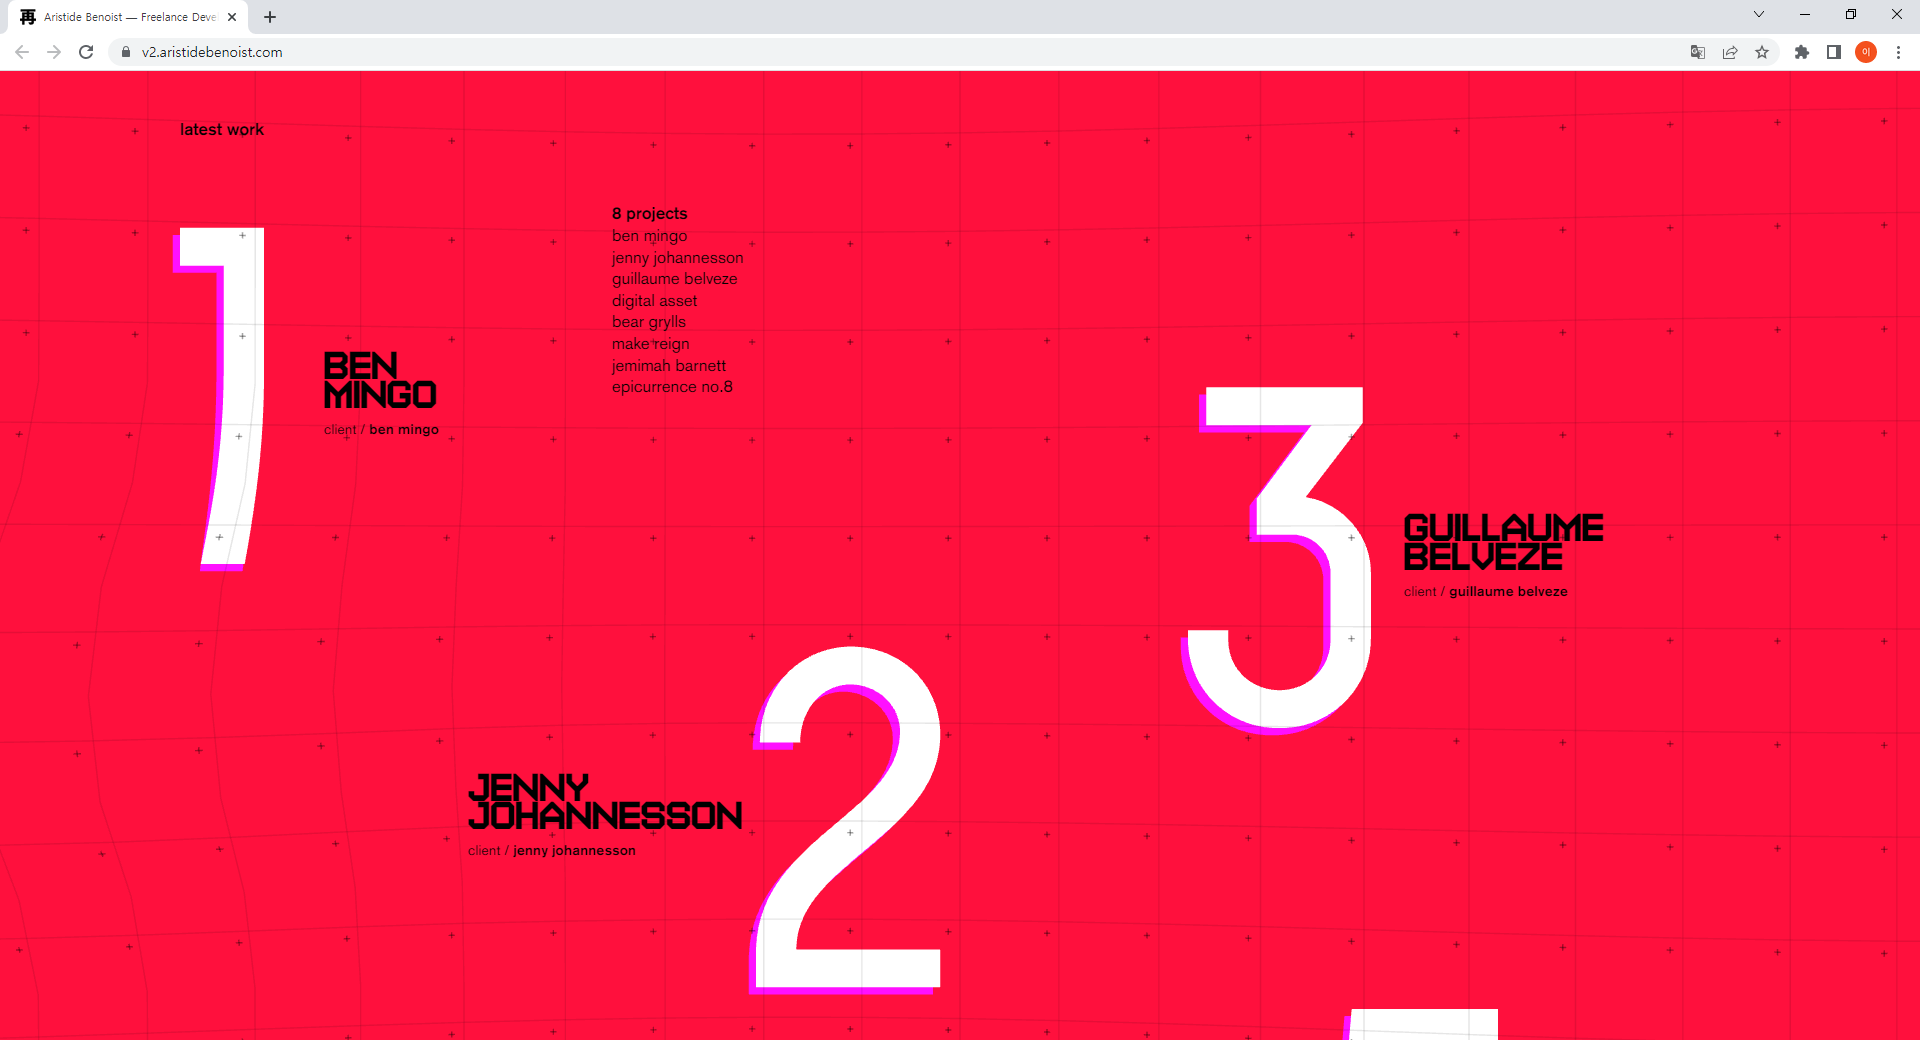 再
Aristide Benoist — Freelance Deve
v2.aristidebenoist.com
이
latest work
8 projects
ben mingo
jenny johannesson
guillaume belveze
digital asset
bear grylls
make reign
jemimah barnett
epicurrence no.8
1
BEN
MINGO
client / ben mingo
3
GUILLAUME
BELVEZE
client / guillaume belveze
2
JENNY
JOHANNESSON
client / jenny johannesson